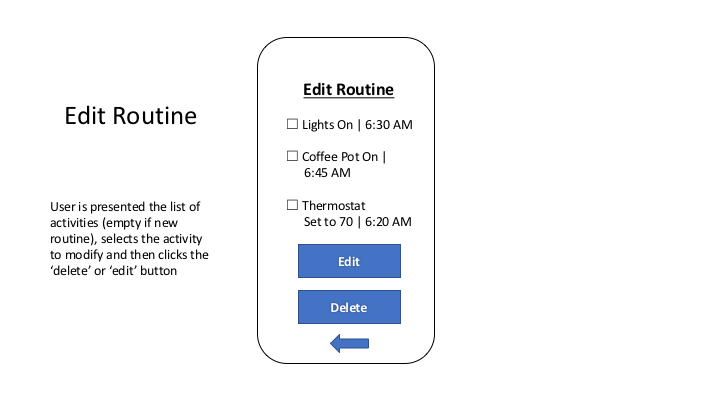 Edit Routine
User is presented the list of
activities (empty if new
routine), selects the activity
to modify and then clicks the
‘delete’ or ‘edit’ button
Edit Routine
☐ Lights On | 6:30 AM
☐ Coffee Pot On |
6:45 AM
☐ Thermostat
Set to 70 | 6:20 AM
Edit
Delete